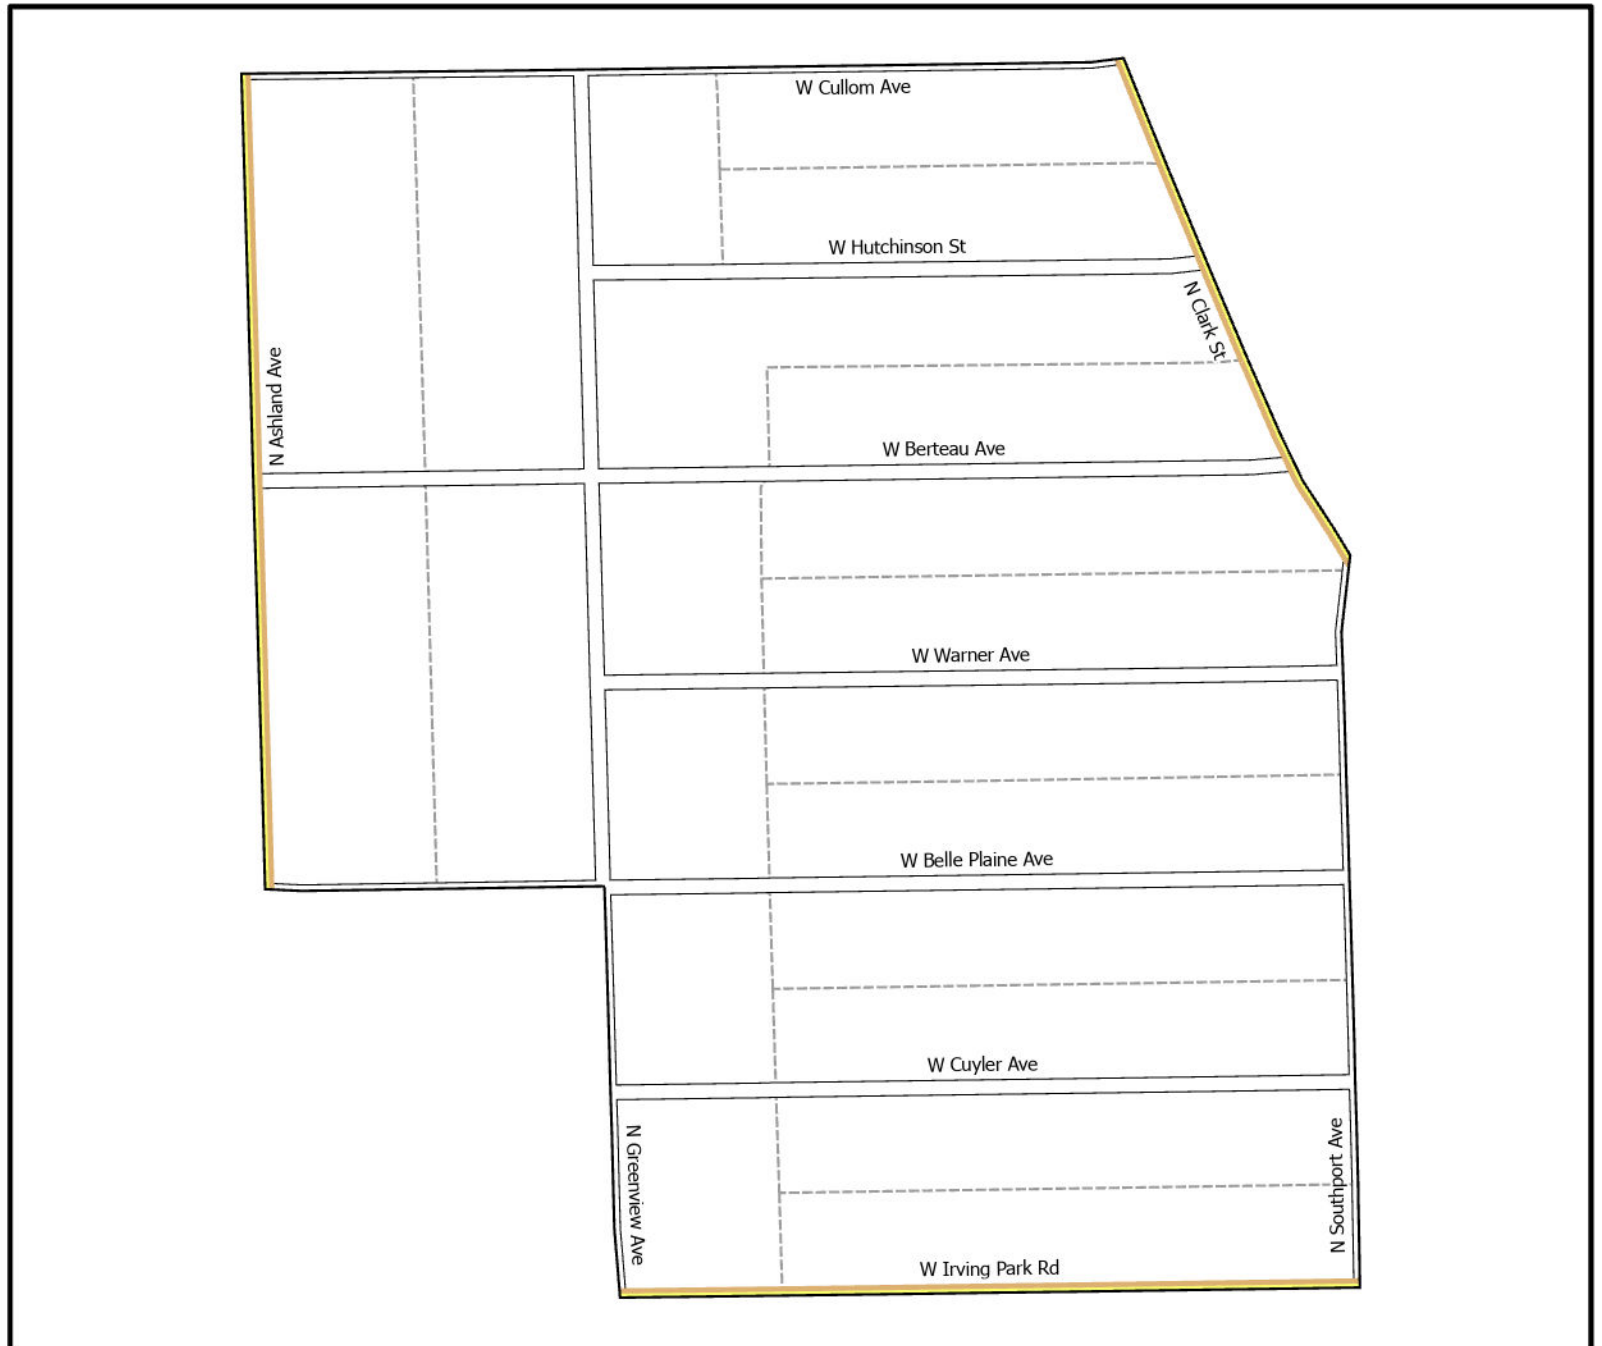 W Cullom Ave
W Hutchinson St
N Clark St
N Ashland Ave
W Berteau Ave
W Warner Ave
W Belle Plaine Ave
W Cuyler Ave
N Greenview Ave
N Southport Ave
W Irving Park Rd